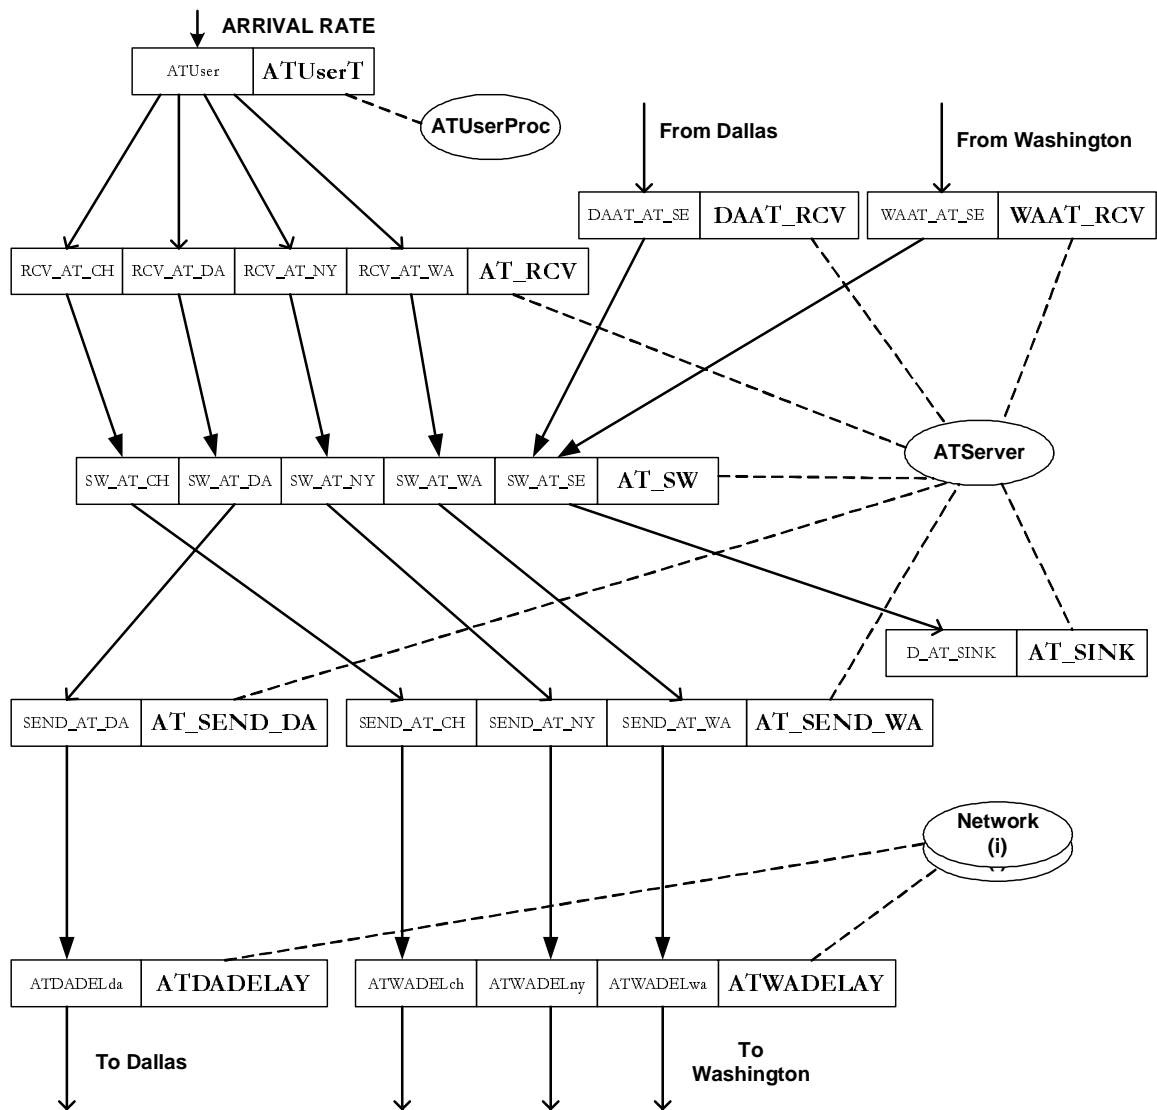 ARRIVAL RATE
ATUser ATUserT
ATUserProc
From Dallas
From Washington
DAAT_AT_SE DAAT_RCV WAAT_AT_SE WAAT_RCV
RCV_AT_CH RCV_AT_DA RCV_AT_NY RCV_AT_WA AT_RCV
ATServer
SW_AT_CH SW_AT_DA SW_AT_NY SW_AT_WA SW_AT_SE AT_SW
D_AT_SINK AT_SINK
SEND_AT_DA AT_SEND_DA SEND_AT_CH SEND_AT_NY SEND_AT_WA AT_SEND_WA
Network
(i)
ATDADELda ATDADELAY ATWADELch ATWADELny ATWADELwa ATWADELAY
To Dallas
To
Washington